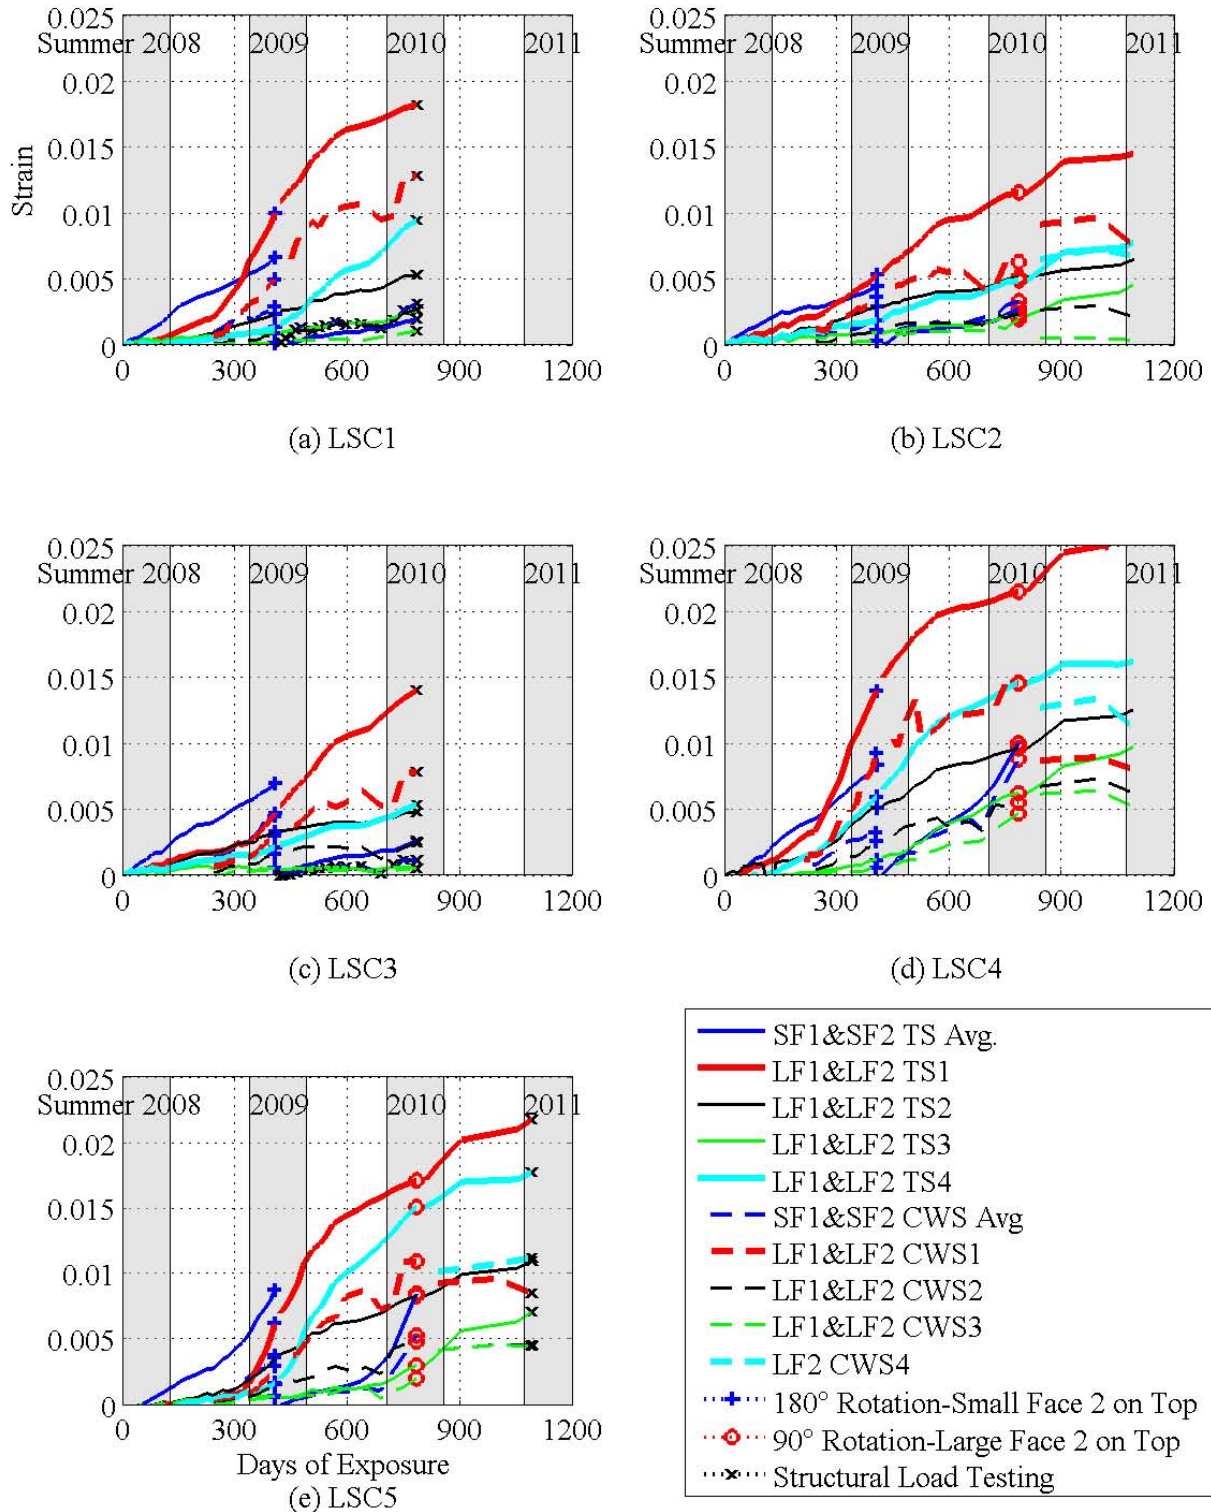 0.025
Summer 2008 2009 2010 2011
0.02
0.015
0.01
0.005
0
0 300 600 900 1200
Strain
(a) LSC1
0.025
Summer 2008 2009 2010 2011
0.02
0.015
0.01
0.005
0
0 300 600 900 1200
(b) LSC2
0.025
Summer 2008 2009 2010 2011
0.02
0.015
0.01
0.005
0
0 300 600 900 1200
(c) LSC3
0.025
Summer 2008 2009 2010 2011
0.02
0.015
0.01
0.005
0
0 300 600 900 1200
(d) LSC4
0.025
Summer 2008 2009 2010 2011
0.02
0.015
0.01
0.005
0
0 300 600 900 1200
Days of Exposure
(e) LSC5
SF1&SF2 TS Avg.
LF1&LF2 TS1
LF1&LF2 TS2
LF1&LF2 TS3
LF1&LF2 TS4
SF1&SF2 CWS Avg
LF1&LF2 CWS1
LF1&LF2 CWS2
LF1&LF2 CWS3
LF2 CWS4
180° Rotation-Small Face 2 on Top
90° Rotation-Large Face 2 on Top
Structural Load Testing